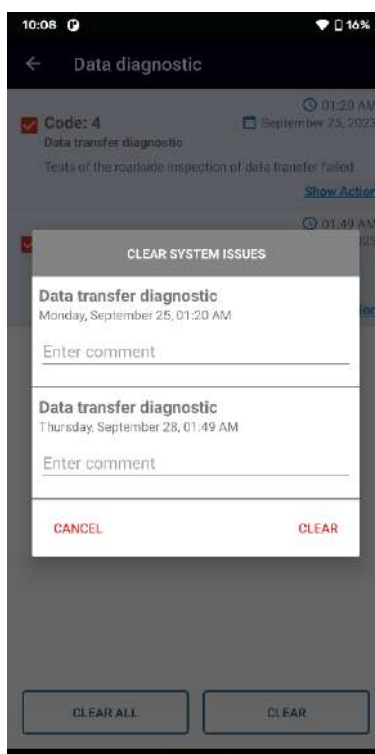 10:08 16%
Data diagnostic
01:20 AM
Code: 4 September 25, 2023
Data transfer diagnostic
Tests of the roadside inspection of data transfer failed
Show Action
01:49 AM
CLEAR SYSTEM ISSUES
Data transfer diagnostic
Monday, September 25, 01:20 AM
Enter comment
Data transfer diagnostic
Thursday, September 28, 01:49 AM
Enter comment
CANCEL CLEAR
CLEAR ALL CLEAR